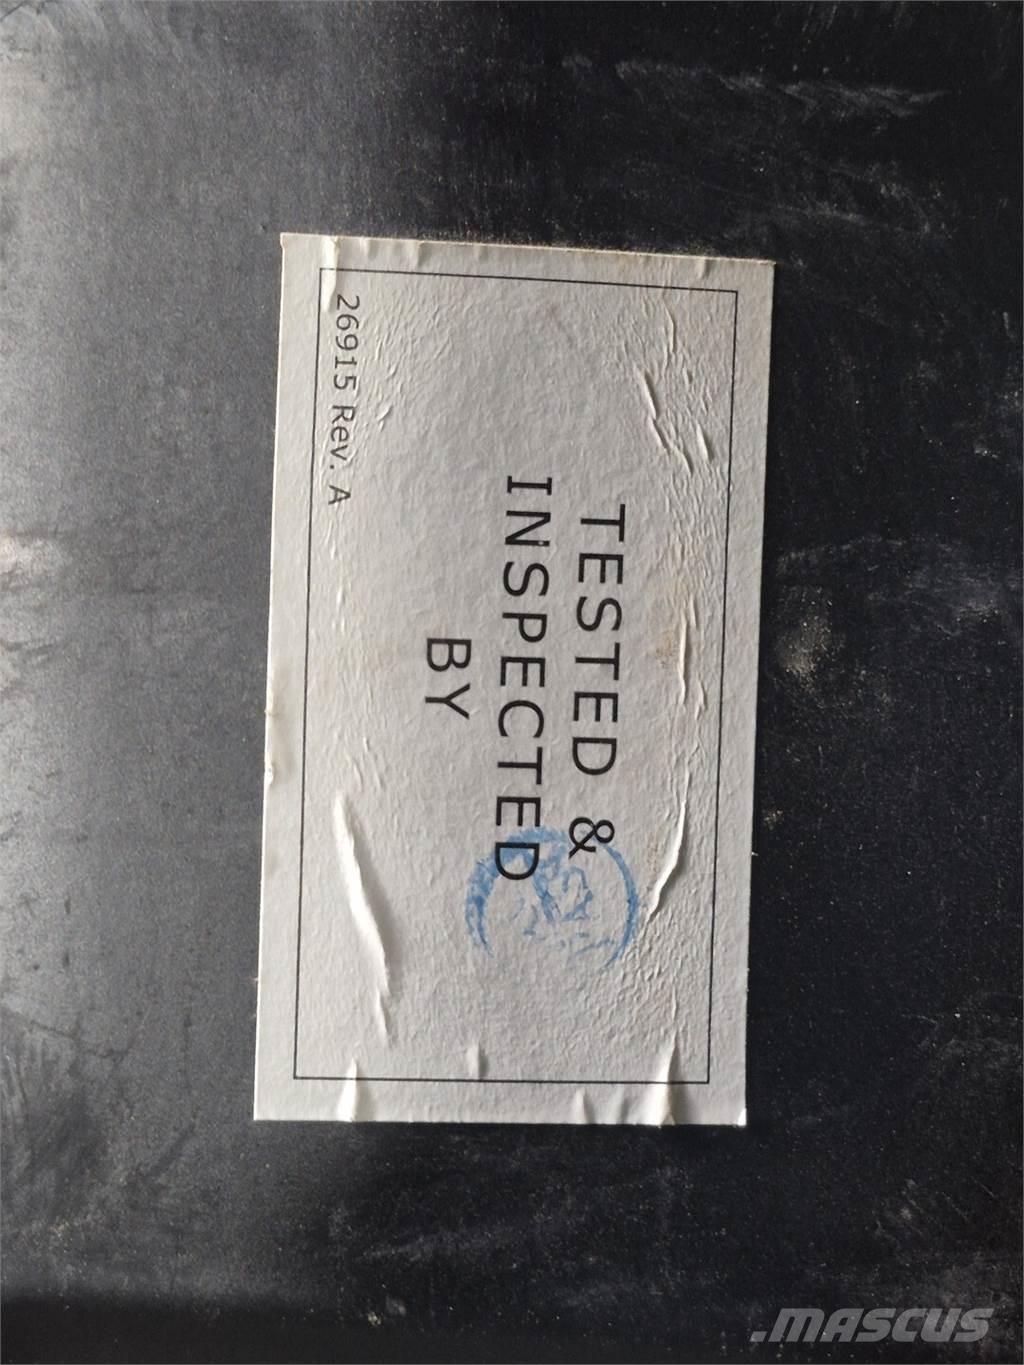 TESTED &
INSPECTED
BY
26915 Rev. A
.MASCUS